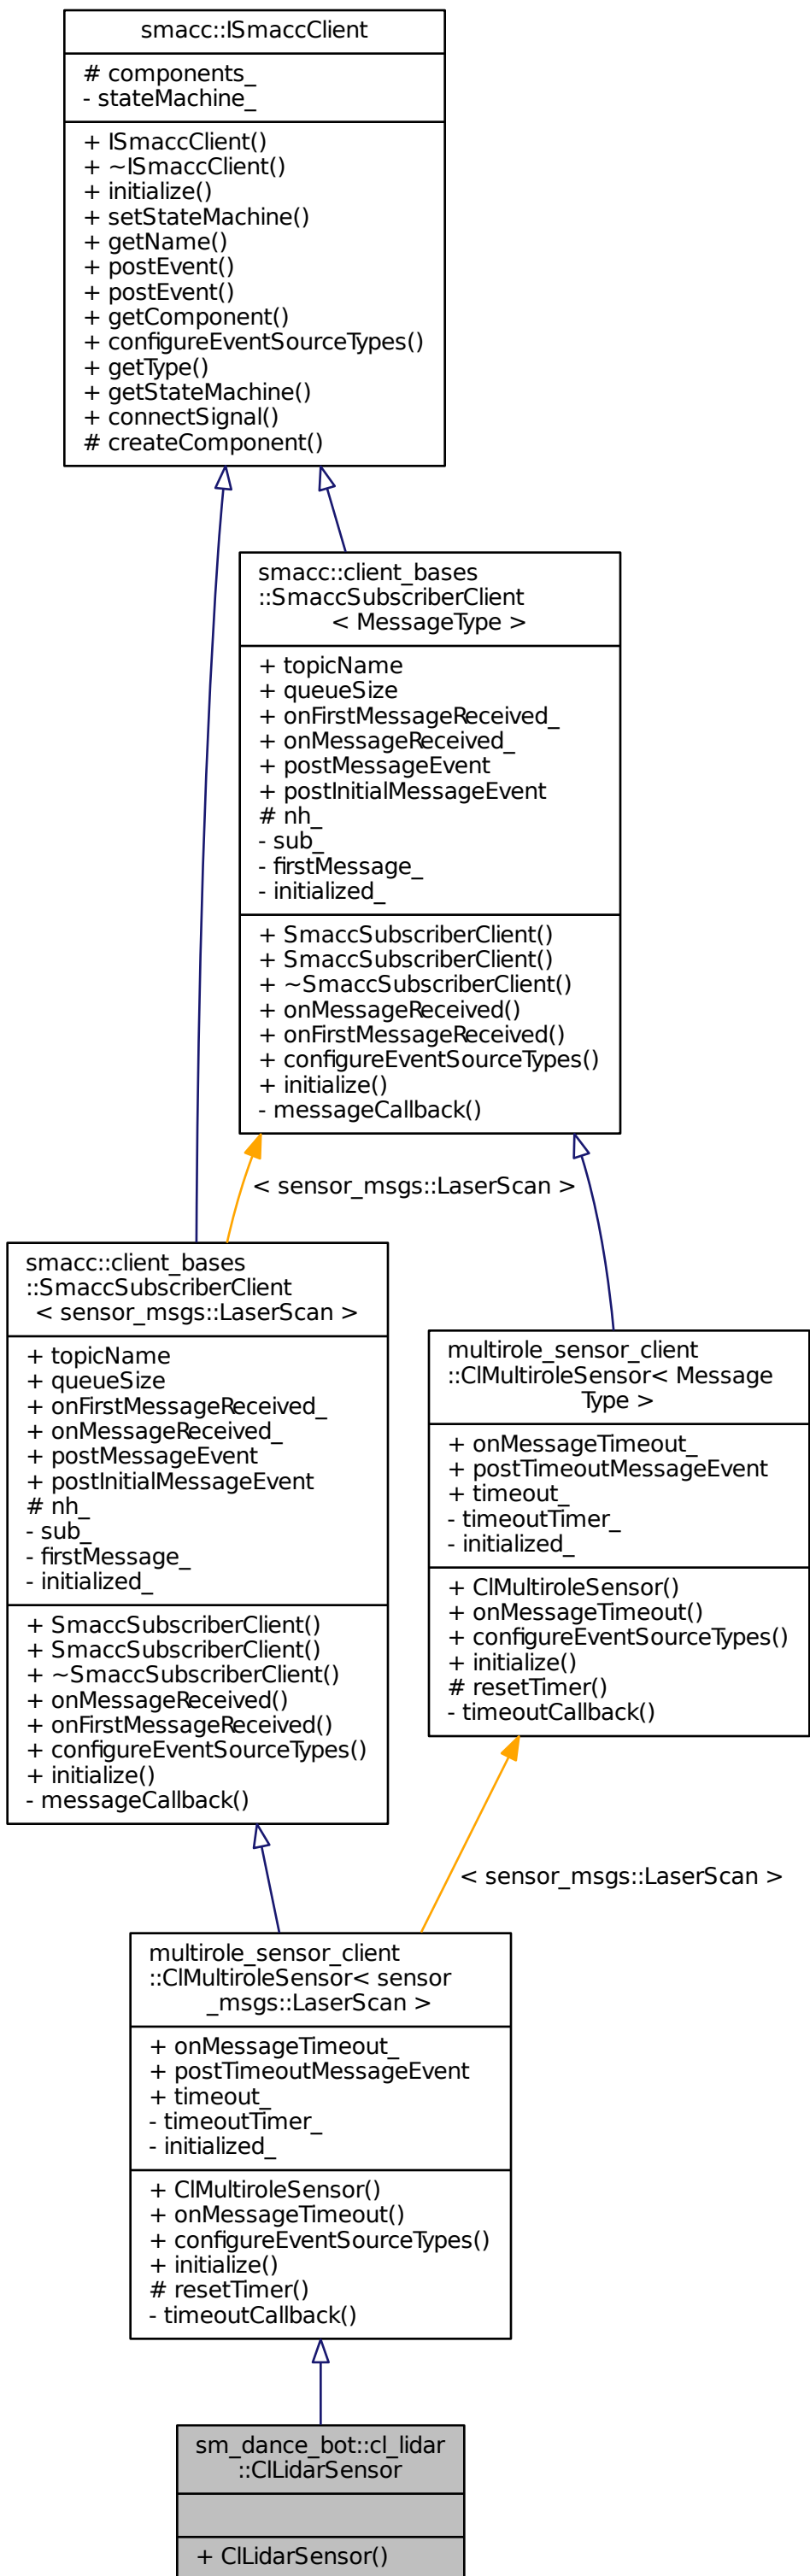 smacc::ISmaccClient
# components_
- stateMachine_
+ ISmaccClient()
+ ~ISmaccClient()
+ initialize()
+ setStateMachine()
+ getName()
+ postEvent()
+ postEvent()
+ getComponent()
+ configureEventSourceTypes()
+ getType()
+ getStateMachine()
+ connectSignal()
# createComponent()
smacc::client_bases
::SmaccSubscriberClient
< MessageType >
+ topicName
+ queueSize
+ onFirstMessageReceived_
+ onMessageReceived_
+ postMessageEvent
+ postInitialMessageEvent
# nh_
- sub_
- firstMessage_
- initialized_
+ SmaccSubscriberClient()
+ SmaccSubscriberClient()
+ ~SmaccSubscriberClient()
+ onMessageReceived()
+ onFirstMessageReceived()
+ configureEventSourceTypes()
+ initialize()
- messageCallback()
< sensor_msgs::LaserScan >
smacc::client_bases
::SmaccSubscriberClient
< sensor_msgs::LaserScan >
+ topicName
+ queueSize
+ onFirstMessageReceived_
+ onMessageReceived_
+ postMessageEvent
+ postInitialMessageEvent
# nh_
- sub_
- firstMessage_
- initialized_
+ SmaccSubscriberClient()
+ SmaccSubscriberClient()
+ ~SmaccSubscriberClient()
+ onMessageReceived()
+ onFirstMessageReceived()
+ configureEventSourceTypes()
+ initialize()
- messageCallback()
multirole_sensor_client
::ClMultiroleSensor< Message
Type >
+ onMessageTimeout_
+ postTimeoutMessageEvent
+ timeout_
- timeoutTimer_
- initialized_
+ ClMultiroleSensor()
+ onMessageTimeout()
+ configureEventSourceTypes()
+ initialize()
# resetTimer()
- timeoutCallback()
< sensor_msgs::LaserScan >
multirole_sensor_client
::ClMultiroleSensor< sensor
_msgs::LaserScan >
+ onMessageTimeout_
+ postTimeoutMessageEvent
+ timeout_
- timeoutTimer_
- initialized_
+ ClMultiroleSensor()
+ onMessageTimeout()
+ configureEventSourceTypes()
+ initialize()
# resetTimer()
- timeoutCallback()
sm_dance_bot::cl_lidar
::ClLidarSensor
+ ClLidarSensor()